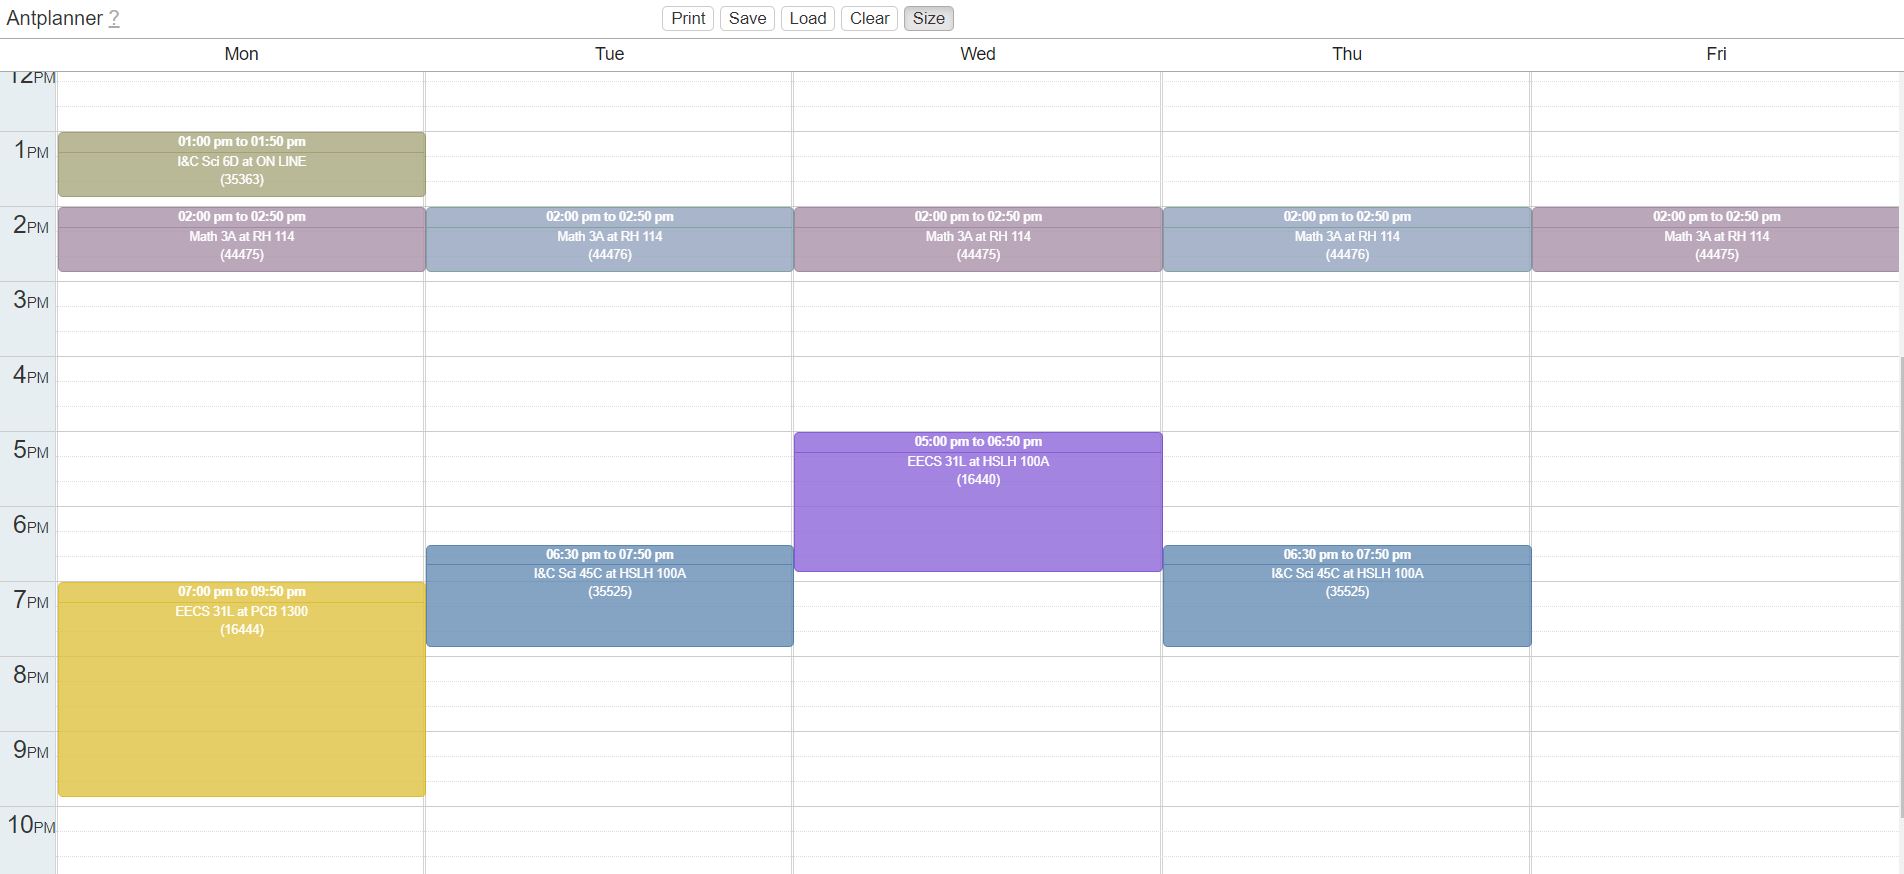 Antplanner ?
Print Save Load Clear Size
Mon Tue Wed Thu Fri
12PM
1PM
01:00 pm to 01:50 pm
I&C Sci 6D at ON LINE
(35363)
2PM
02:00 pm to 02:50 pm
Math 3A at RH 114
(44475)
02:00 pm to 02:50 pm
Math 3A at RH 114
(44476)
02:00 pm to 02:50 pm
Math 3A at RH 114
(44475)
02:00 pm to 02:50 pm
Math 3A at RH 114
(44476)
02:00 pm to 02:50 pm
Math 3A at RH 114
(44475)
3PM
4PM
5PM
05:00 pm to 06:50 pm
EECS 31L at HSLH 100A
(16440)
6PM
06:30 pm to 07:50 pm
I&C Sci 45C at HSLH 100A
(35525)
06:30 pm to 07:50 pm
I&C Sci 45C at HSLH 100A
(35525)
7PM
07:00 pm to 09:50 pm
EECS 31L at PCB 1300
(16444)
8PM
9PM
10PM